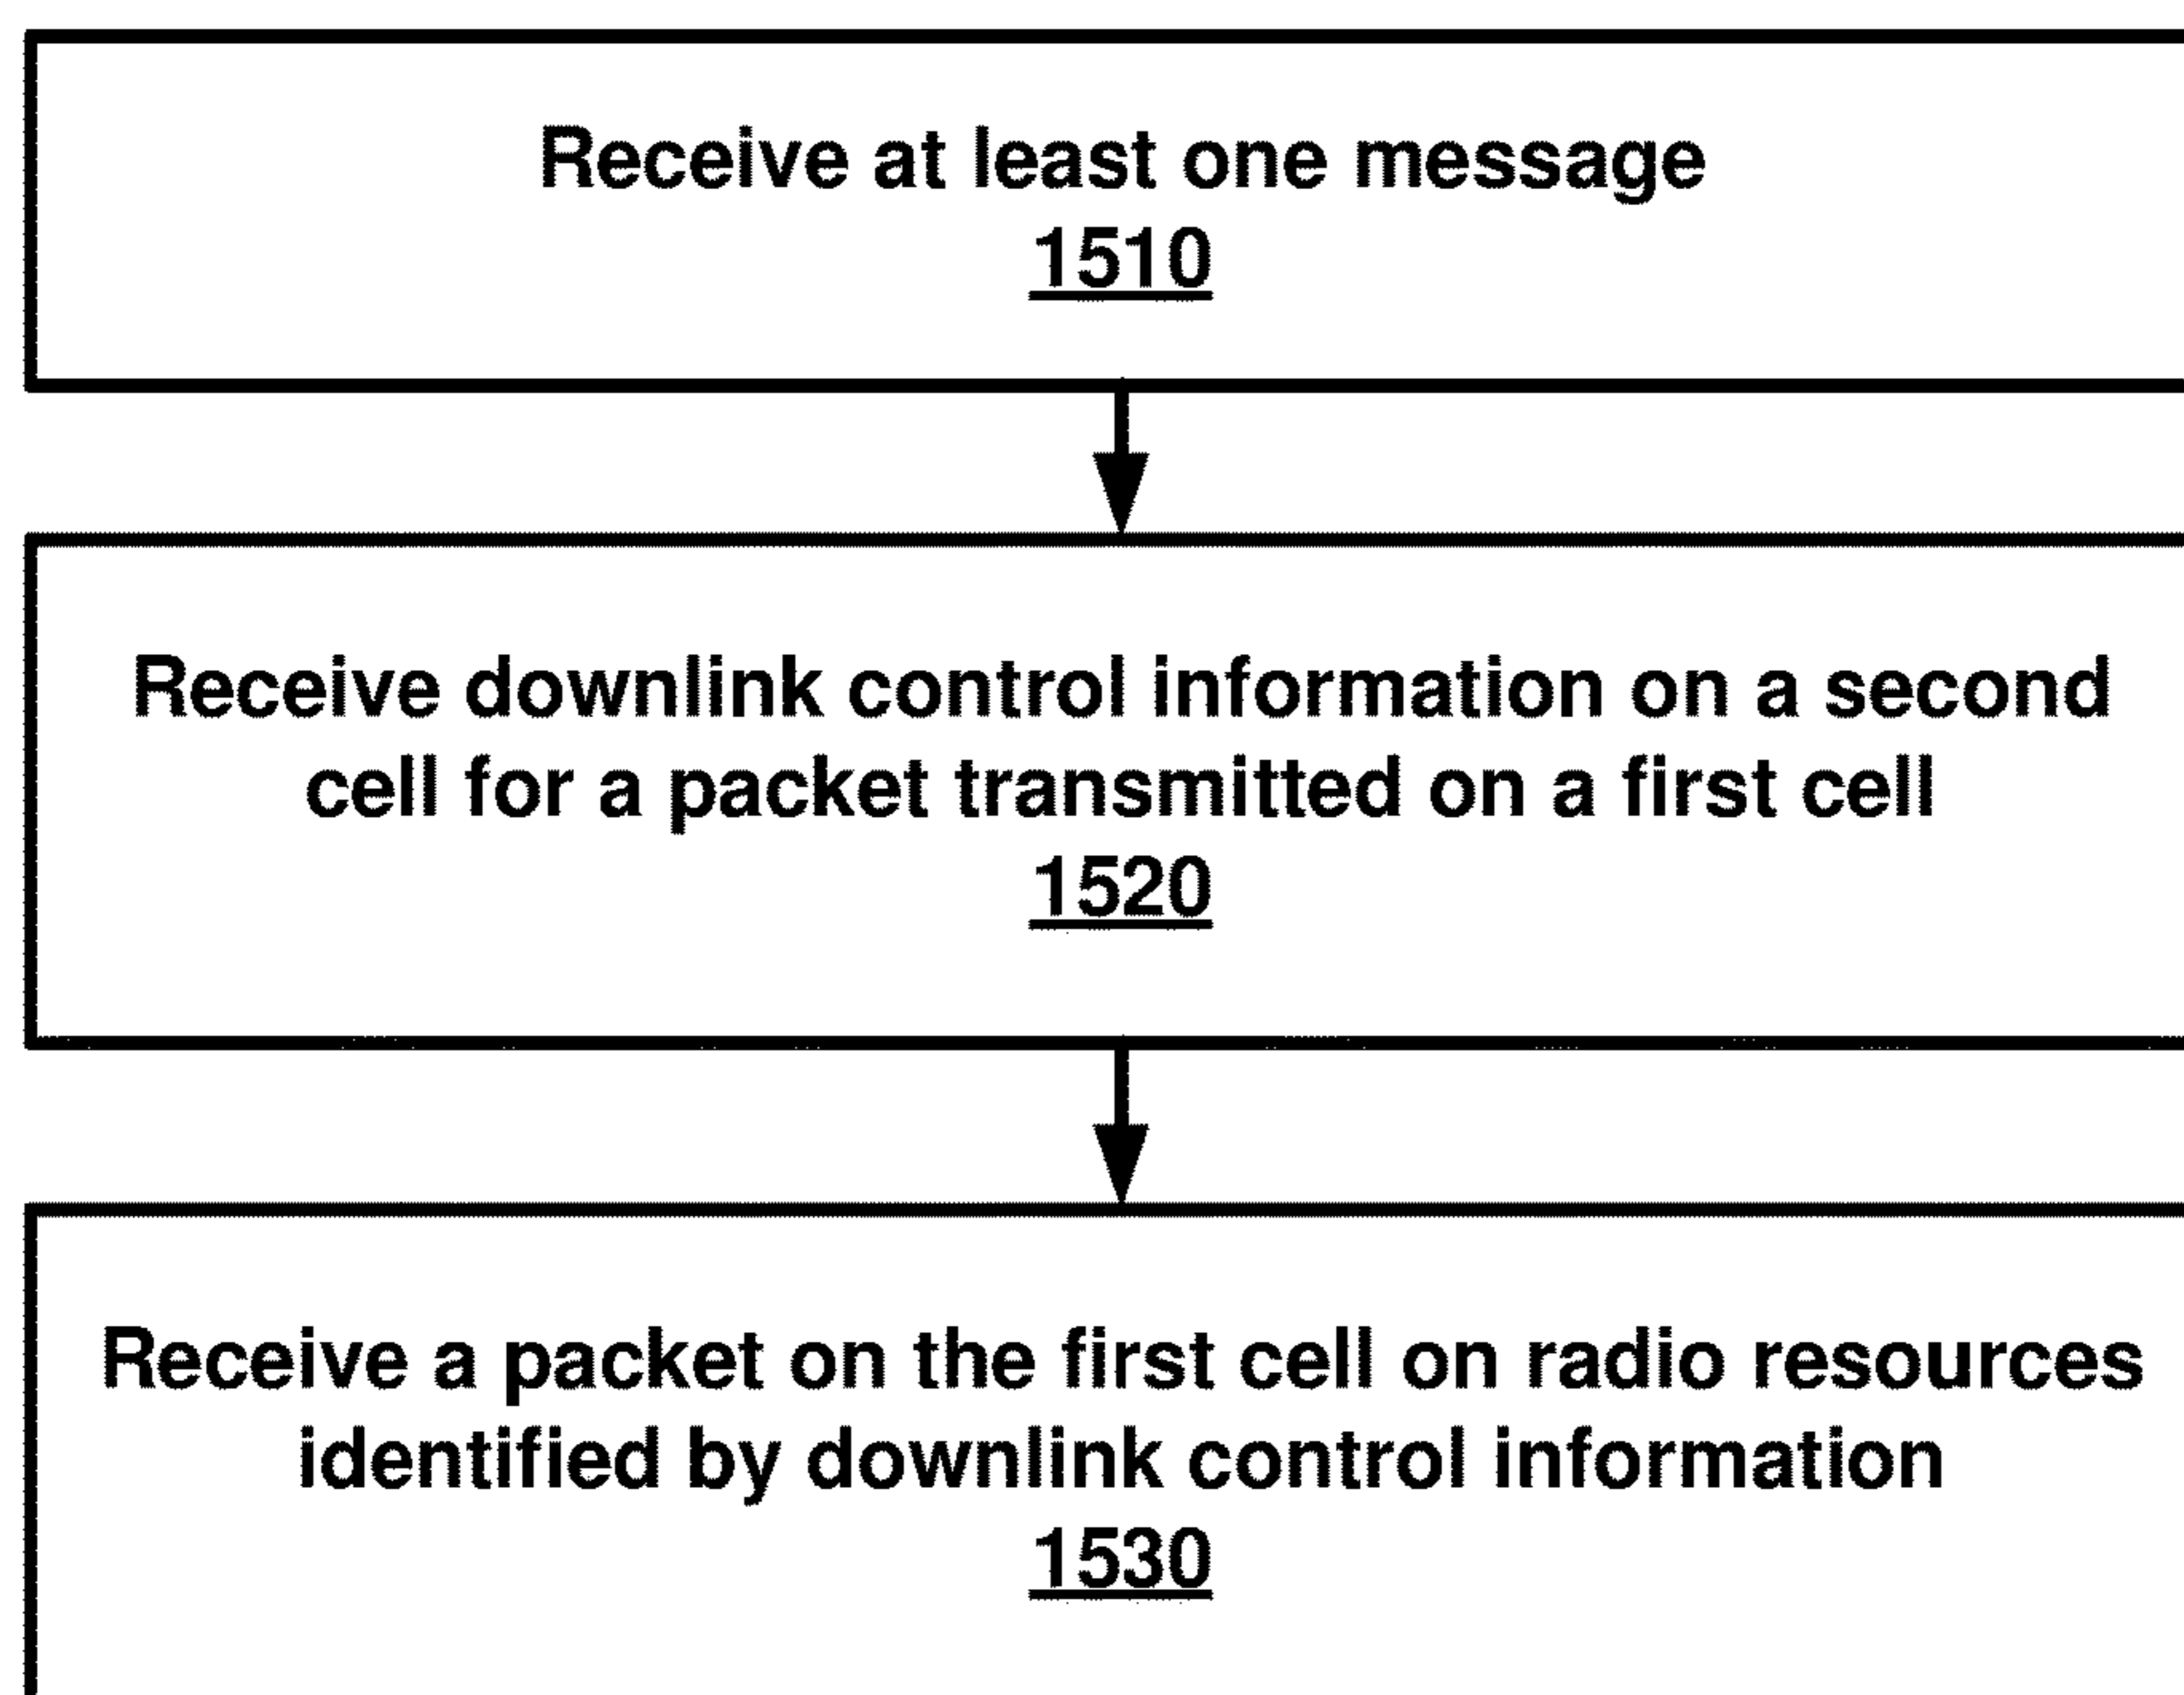 Receive at least one message
1510
Receive downlink control information on a second
cell for a packet transmitted on a first cell
1520
Receive a packet on the first cell on radio resources
identified by downlink control information
1530